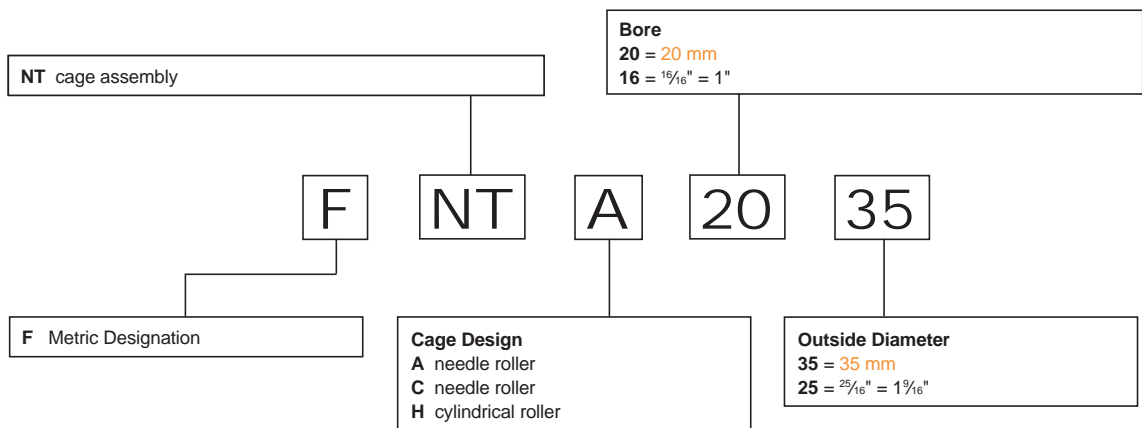 Bore
20 = 20 mm
16 = 16/16" = 1"
NT cage assembly
F NT A 20 35
F Metric Designation
Cage Design
A needle roller
C needle roller
H cylindrical roller
Outside Diameter
35 = 35 mm
25 = 25/16" = 1 9/16"